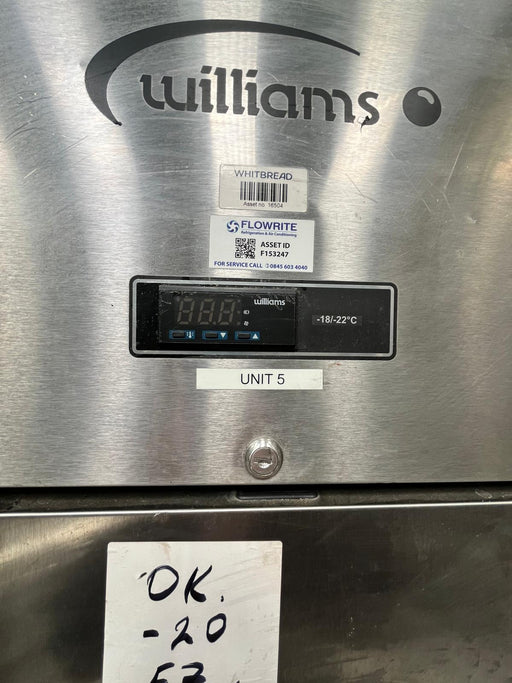 williams
WHITBREAD
Asset no. 16504
FLOWRITE
Refrigeration & Air Conditioning
ASSET ID
F153247
FOR SERVICE CALL 0845 603 4040
williams
-18/-22°C
UNIT 5
OK.
-20